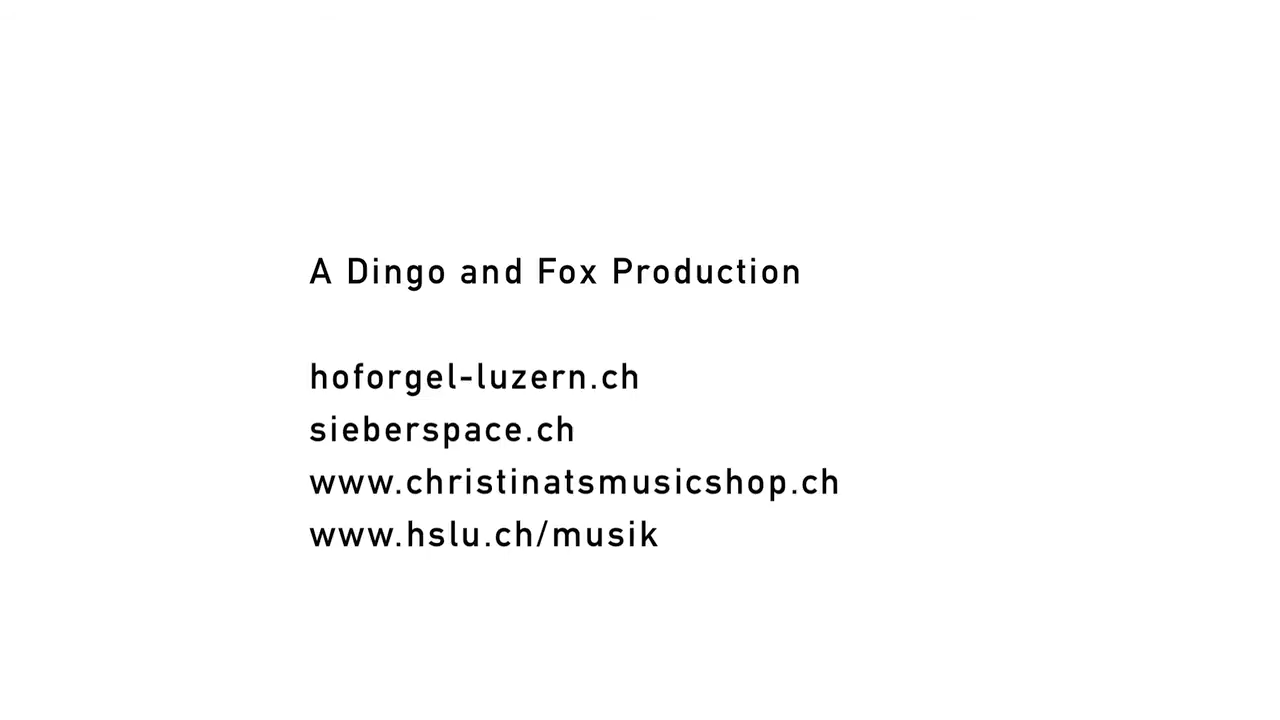 A Dingo and Fox Production
hoforgel-luzern.ch
sieberspace.ch
www.christinatsmusicshop.ch
www.hslu.ch/musik